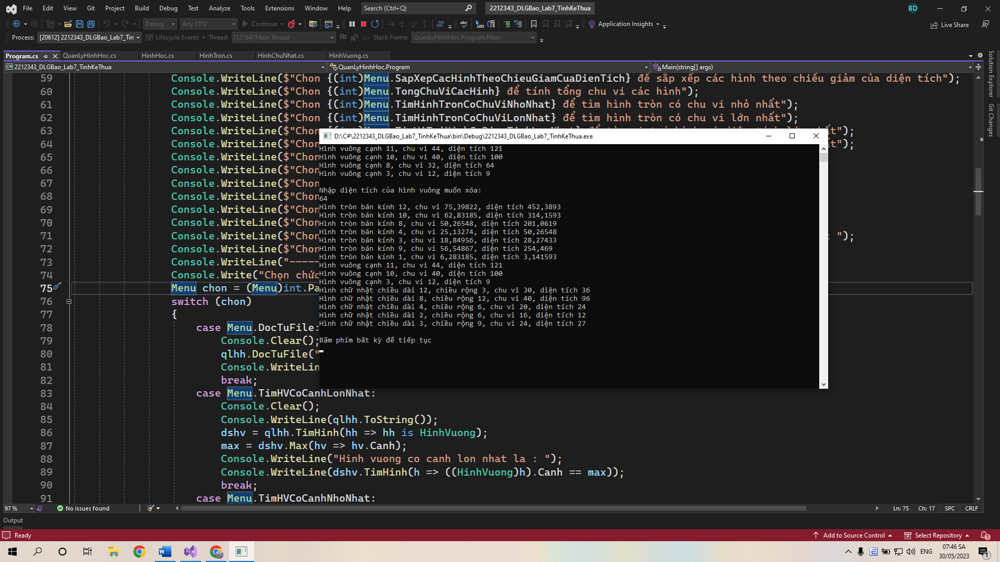 File Edit View Git Project Build Debug Test Analyze Tools Extensions Window Help Search (Ctrl+Q) 2212343_DLGBao_Lab7_TinhKeThua BD
Debug Any CPU Continue Application Insights Live Share
Process: [20612] 2212343_DLGBao_Lab7_Tin Lifecycle Events Thread: [12164] Main Thread Stack Frame: QuanLyHinhHoc.Program.Main
Program.cs QuanLyHinhHoc.cs HinhHoc.cs HinhTron.cs HinhChuNhat.cs HinhVuong.cs
2212343_DLGBao_Lab7_TinhKeThua QuanLyHinhHoc.Program Main(string[] args)
Solution Explorer
Git Changes
59 Console.WriteLine($"Chon {(int)Menu.SapXepCacHinhTheoChieuGiamCuaDienTich} để sắp xếp các hình theo chiều giảm của diện tích");
60 Console.WriteLine($"Chon {(int)Menu.TongChuViCacHinh} để tính tổng chu vi các hình");
61 Console.WriteLine($"Chon {(int)Menu.TimHinhTronCoChuViNhoNhat} để tìm hình tròn có chu vi nhỏ nhất");
62 Console.WriteLine($"Chon {(int)Menu.TimHinhTronCoChuViLonNhat} để tìm hình tròn có chu vi lớn nhất");
63 Console.WriteLine($"Chon
64 Console.WriteLine($"Chon
65 Console.WriteLine($"Chon
66 Console.WriteLine($"Chon
67 Console.WriteLine($"Chon
68 Console.WriteLine($"Chon
69 Console.WriteLine($"Chon
70 Console.WriteLine($"Chon
71 Console.WriteLine($"Chon : ");
72 Console.WriteLine($"Chon
73 Console.WriteLine("-----
74 Console.Write("Chọn chức
75 Menu chon = (Menu)int.Pa
76 switch (chon)
77 {
78 case Menu.DocTuFile:
79 Console.Clear();
80 qlhh.DocTuFile("
81 Console.WriteLin
82 break;
83 case Menu.TimHVCoCanhLonNhat:
84 Console.Clear();
85 Console.WriteLine(qlhh.ToString());
86 dshv = qlhh.TimHinh(hh => hh is HinhVuong);
87 max = dshv.Max(hv => hv.Canh);
88 Console.WriteLine("Hinh vuong co canh lon nhat la : ");
89 Console.WriteLine(dshv.TimHinh(h => ((HinhVuong)h).Canh == max));
90 break;
91 case Menu.TimHVCoCanhNhoNhat:
D:\C#\2212343_DLGBao_Lab7_TinhKeThua\bin\Debug\2212343_DLGBao_Lab7_TinhKeThua.exe
Hình vuông cạnh 11, chu vi 44, diện tích 121
Hình vuông cạnh 10, chu vi 40, diện tích 100
Hình vuông cạnh 8, chu vi 32, diện tích 64
Hình vuông cạnh 3, chu vi 12, diện tích 9
Nhập diện tích của hình vuông muốn xóa:
64
Hình tròn bán kính 12, chu vi 75,39822, diện tích 452,3893
Hình tròn bán kính 10, chu vi 62,83185, diện tích 314,1593
Hình tròn bán kính 8, chu vi 50,26548, diện tích 201,0619
Hình tròn bán kính 4, chu vi 25,13274, diện tích 50,26548
Hình tròn bán kính 3, chu vi 18,84956, diện tích 28,27433
Hình tròn bán kính 9, chu vi 56,54867, diện tích 254,469
Hình tròn bán kính 1, chu vi 6,283185, diện tích 3,141593
Hình vuông cạnh 11, chu vi 44, diện tích 121
Hình vuông cạnh 10, chu vi 40, diện tích 100
Hình vuông cạnh 3, chu vi 12, diện tích 9
Hình chữ nhật chiều dài 12, chiều rộng 3, chu vi 30, diện tích 36
Hình chữ nhật chiều dài 8, chiều rộng 12, chu vi 40, diện tích 96
Hình chữ nhật chiều dài 4, chiều rộng 6, chu vi 20, diện tích 24
Hình chữ nhật chiều dài 2, chiều rộng 6, chu vi 16, diện tích 12
Hình chữ nhật chiều dài 3, chiều rộng 9, chu vi 24, diện tích 27
Bấm phím bất kỳ để tiếp tục
97 % No issues found Ln: 75 Ch: 17 SPC CRLF
Output
Ready Add to Source Control Select Repository 1
ENG 07:46 SA
30/05/2023 1